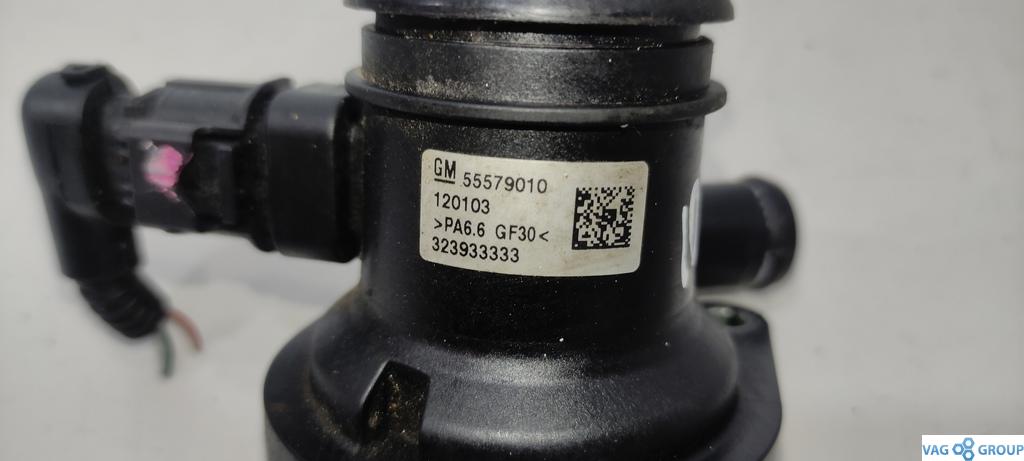 GM 55579010
120103
>PA6.6 GF30<
323933333
VAG GROUP